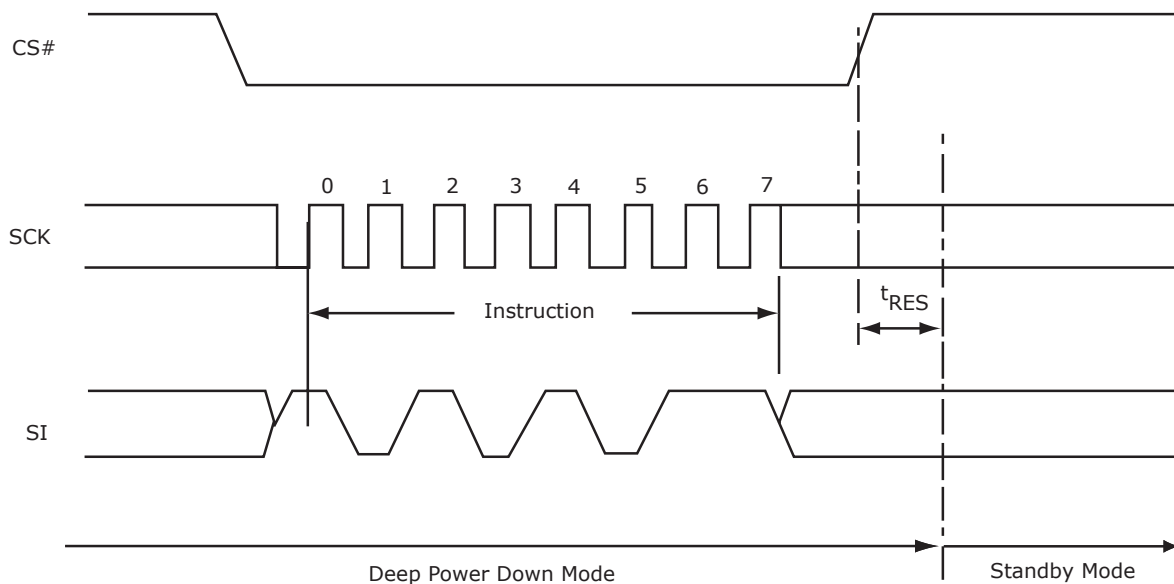 CS#
0 1 2 3 4 5 6 7
SCK
Instruction
tRES
SI
Deep Power Down Mode
Standby Mode